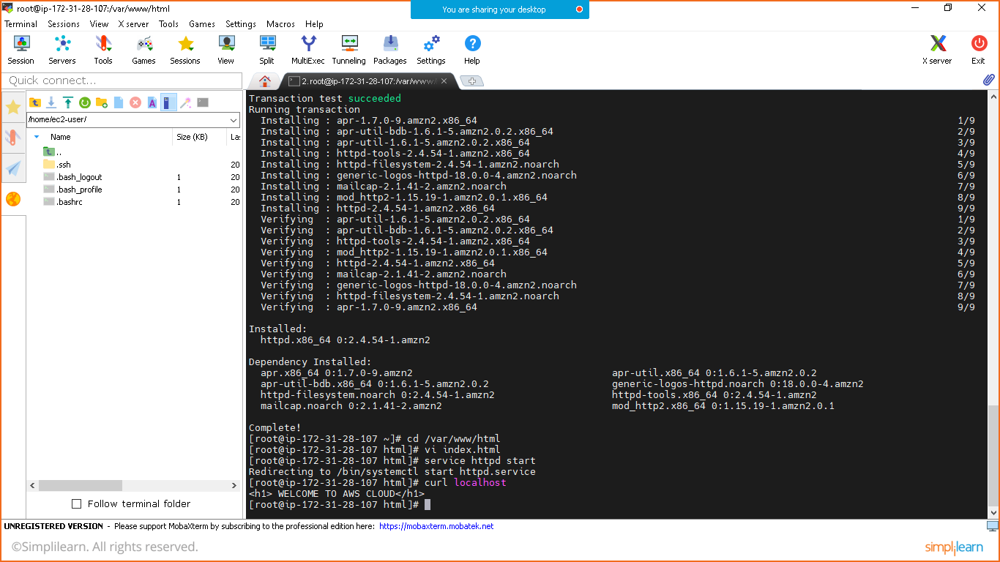 root@ip-172-31-28-107:/var/www/html
You are sharing your desktop
Terminal Sessions View X server Tools Games Settings Macros Help
Session Servers Tools Games Sessions View Split MultiExec Tunneling Packages Settings Help X server Exit
Quick connect...
2. root@ip-172-31-28-107:/var/www/
/home/ec2-user/
Name Size (KB) Las
..
.ssh 20
.bash_logout 1 20
.bash_profile 1 20
.bashrc 1 20
Follow terminal folder
Transaction test succeeded
Running transaction
Installing : apr-1.7.0-9.amzn2.x86_64 1/9
Installing : apr-util-bdb-1.6.1-5.amzn2.0.2.x86_64 2/9
Installing : apr-util-1.6.1-5.amzn2.0.2.x86_64 3/9
Installing : httpd-tools-2.4.54-1.amzn2.x86_64 4/9
Installing : httpd-filesystem-2.4.54-1.amzn2.noarch 5/9
Installing : generic-logos-httpd-18.0.0-4.amzn2.noarch 6/9
Installing : mailcap-2.1.41-2.amzn2.noarch 7/9
Installing : mod_http2-1.15.19-1.amzn2.0.1.x86_64 8/9
Installing : httpd-2.4.54-1.amzn2.x86_64 9/9
Verifying : apr-util-1.6.1-5.amzn2.0.2.x86_64 1/9
Verifying : apr-util-bdb-1.6.1-5.amzn2.0.2.x86_64 2/9
Verifying : httpd-tools-2.4.54-1.amzn2.x86_64 3/9
Verifying : mod_http2-1.15.19-1.amzn2.0.1.x86_64 4/9
Verifying : httpd-2.4.54-1.amzn2.x86_64 5/9
Verifying : mailcap-2.1.41-2.amzn2.noarch 6/9
Verifying : generic-logos-httpd-18.0.0-4.amzn2.noarch 7/9
Verifying : httpd-filesystem-2.4.54-1.amzn2.noarch 8/9
Verifying : apr-1.7.0-9.amzn2.x86_64 9/9
Installed:
httpd.x86_64 0:2.4.54-1.amzn2
Dependency Installed:
apr.x86_64 0:1.7.0-9.amzn2 apr-util.x86_64 0:1.6.1-5.amzn2.0.2
apr-util-bdb.x86_64 0:1.6.1-5.amzn2.0.2 generic-logos-httpd.noarch 0:18.0.0-4.amzn2
httpd-filesystem.noarch 0:2.4.54-1.amzn2 httpd-tools.x86_64 0:2.4.54-1.amzn2
mailcap.noarch 0:2.1.41-2.amzn2 mod_http2.x86_64 0:1.15.19-1.amzn2.0.1
Complete!
[root@ip-172-31-28-107 ~]# cd /var/www/html
[root@ip-172-31-28-107 html]# vi index.html
[root@ip-172-31-28-107 html]# service httpd start
Redirecting to /bin/systemctl start httpd.service
[root@ip-172-31-28-107 html]# curl localhost
<h1> WELCOME TO AWS CLOUD</h1>
[root@ip-172-31-28-107 html]#
UNREGISTERED VERSION - Please support MobaXterm by subscribing to the professional edition here: https://mobaxterm.mobatek.net
©Simplilearn. All rights reserved.
simplilearn